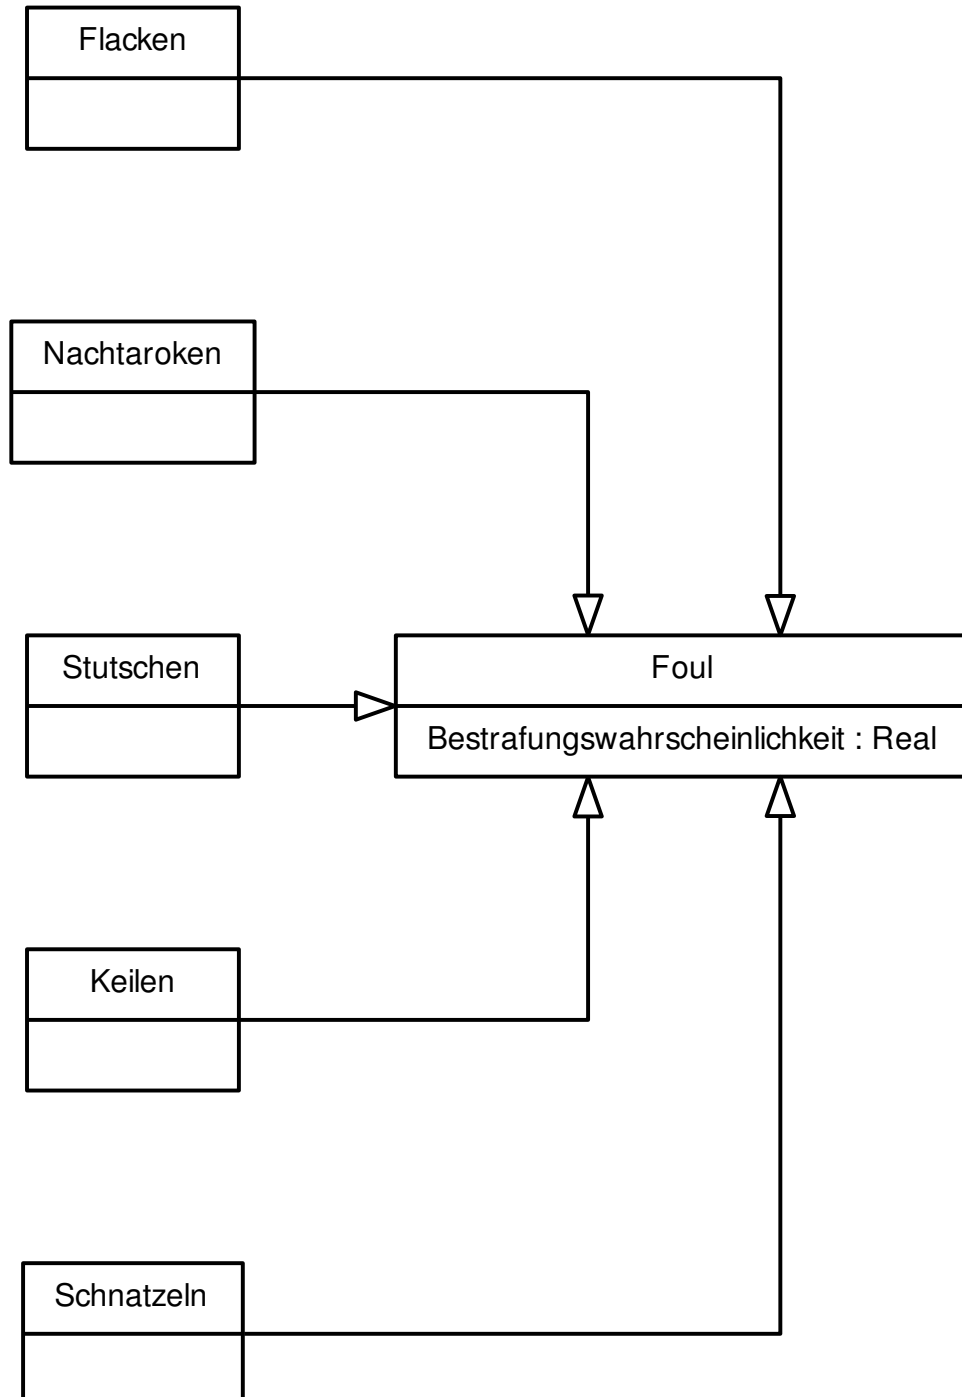 Flacken
Nachtaroken
Stutschen
Foul
Bestrafungswahrscheinlichkeit : Real
Keilen
Schnatzeln